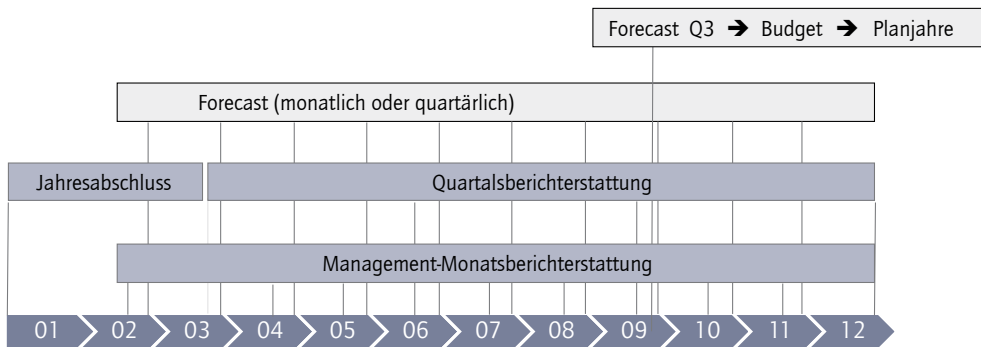 Forecast Q3 ➔ Budget ➔ Planjahre
Forecast (monatlich oder quartärlich)
Jahresabschluss
Quartalsberichterstattung
Management-Monatsberichterstattung
01 02 03 04 05 06 07 08 09 10 11 12